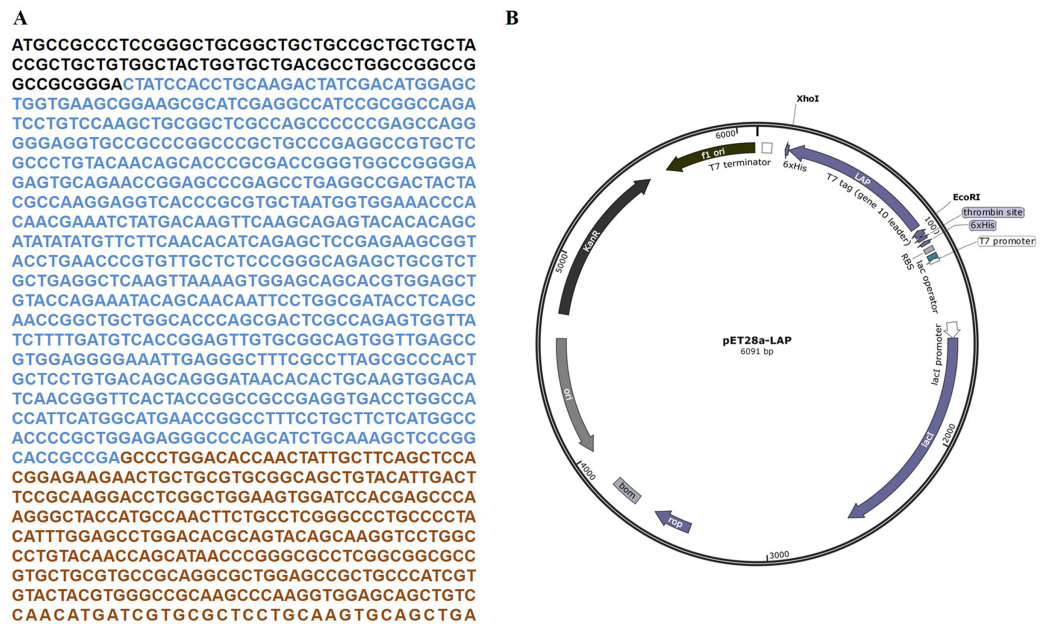 A
ATGCCGCCCTCCGGGCTGCGGCTGCTGCCGCTGCTGCTA
CCGCTGCTGTGGCTACTGGTGCTGACGCCTGGCCGGCCG
GCCGCGGGACTATCCACCTGCAAGACTATCGACATGGAGC
TGGTGAAGCGGAAGCGCATCGAGGCCATCCGCGGCCAGA
TCCTGTCCAAGCTGCGGCTCGCCAGCCCCCCGAGCCAGG
GGGAGGTGCCGCCCGGCCCGCTGCCCGAGGCCGTGCTC
GCCCTGTACAACAGCACCCGCGACCGGGTGGCCGGGGA
GAGTGCAGAACCGGAGCCCGAGCCTGAGGCCGACTACTA
CGCCAAGGAGGTCACCCGCGTGCTAATGGTGGAAACCCA
CAACGAAATCTATGACAAGTTCAAGCAGAGTACACACAGC
ATATATATGTTCTTCAACACATCAGAGCTCCGAGAAGCGGT
ACCTGAACCCGTGTTGCTCTCCCGGGCAGAGCTGCGTCT
GCTGAGGCTCAAGTTAAAAGTGGAGCAGCACGTGGAGCT
GTACCAGAAATACAGCAACAATTCCTGGCGATACCTCAGC
AACCGGCTGCTGGCACCCAGCGACTCGCCAGAGTGGTTA
TCTTTTGATGTCACCGGAGTTGTGCGGCAGTGGTTGAGCC
GTGGAGGGGAAATTGAGGGCTTTCGCCTTAGCGCCCACT
GCTCCTGTGACAGCAGGGATAACACACTGCAAGTGGACA
TCAACGGGTTCACTACCGGCCGCCGAGGTGACCTGGCCA
CCATTCATGGCATGAACCGGCCTTTCCTGCTTCTCATGGCC
ACCCCGCTGGAGAGGGCCCAGCATCTGCAAAGCTCCCGG
CACCGCCGAGCCCTGGACACCAACTATTGCTTCAGCTCCA
CGGAGAAGAACTGCTGCGTGCGGCAGCTGTACATTGACT
TCCGCAAGGACCTCGGCTGGAAGTGGATCCACGAGCCCA
AGGGCTACCATGCCAACTTCTGCCTCGGGCCCTGCCCCTA
CATTTGGAGCCTGGACACGCAGTACAGCAAGGTCCTGGC
CCTGTACAACCAGCATAACCCGGGCGCCTCGGCGGCGCC
GTGCTGCGTGCCGCAGGCGCTGGAGCCGCTGCCCATCGT
GTACTACGTGGGCCGCAAGCCCAAGGTGGAGCAGCTGTC
CAACATGATCGTGCGCTCCTGCAAGTGCAGCTGA
B
XhoI
6000
f1 ori
T7 terminator
6xHis
LAP
T7 tag (gene 10 leader)
EcoRI
thrombin site
6xHis
T7 promoter
RBS
lac operator
KanR
5000
pET28a-LAP
6091 bp
lacI promoter
ori
lacI
2000
4000
bom
rop
3000